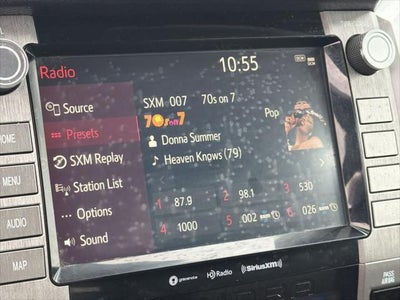 Radio
10:55
Source
SXM 007 70s on 7
70s on 7
Pop
Presets
Donna Summer
SXM Replay
Heaven Knows (79)
Station List
1 87.9
2 98.1
3 530
Options
4 1000
5 002
6 026
Sound
HOME
MENU
AUDIO
MAP
gracenote
HD Radio
SiriusXM
PASS